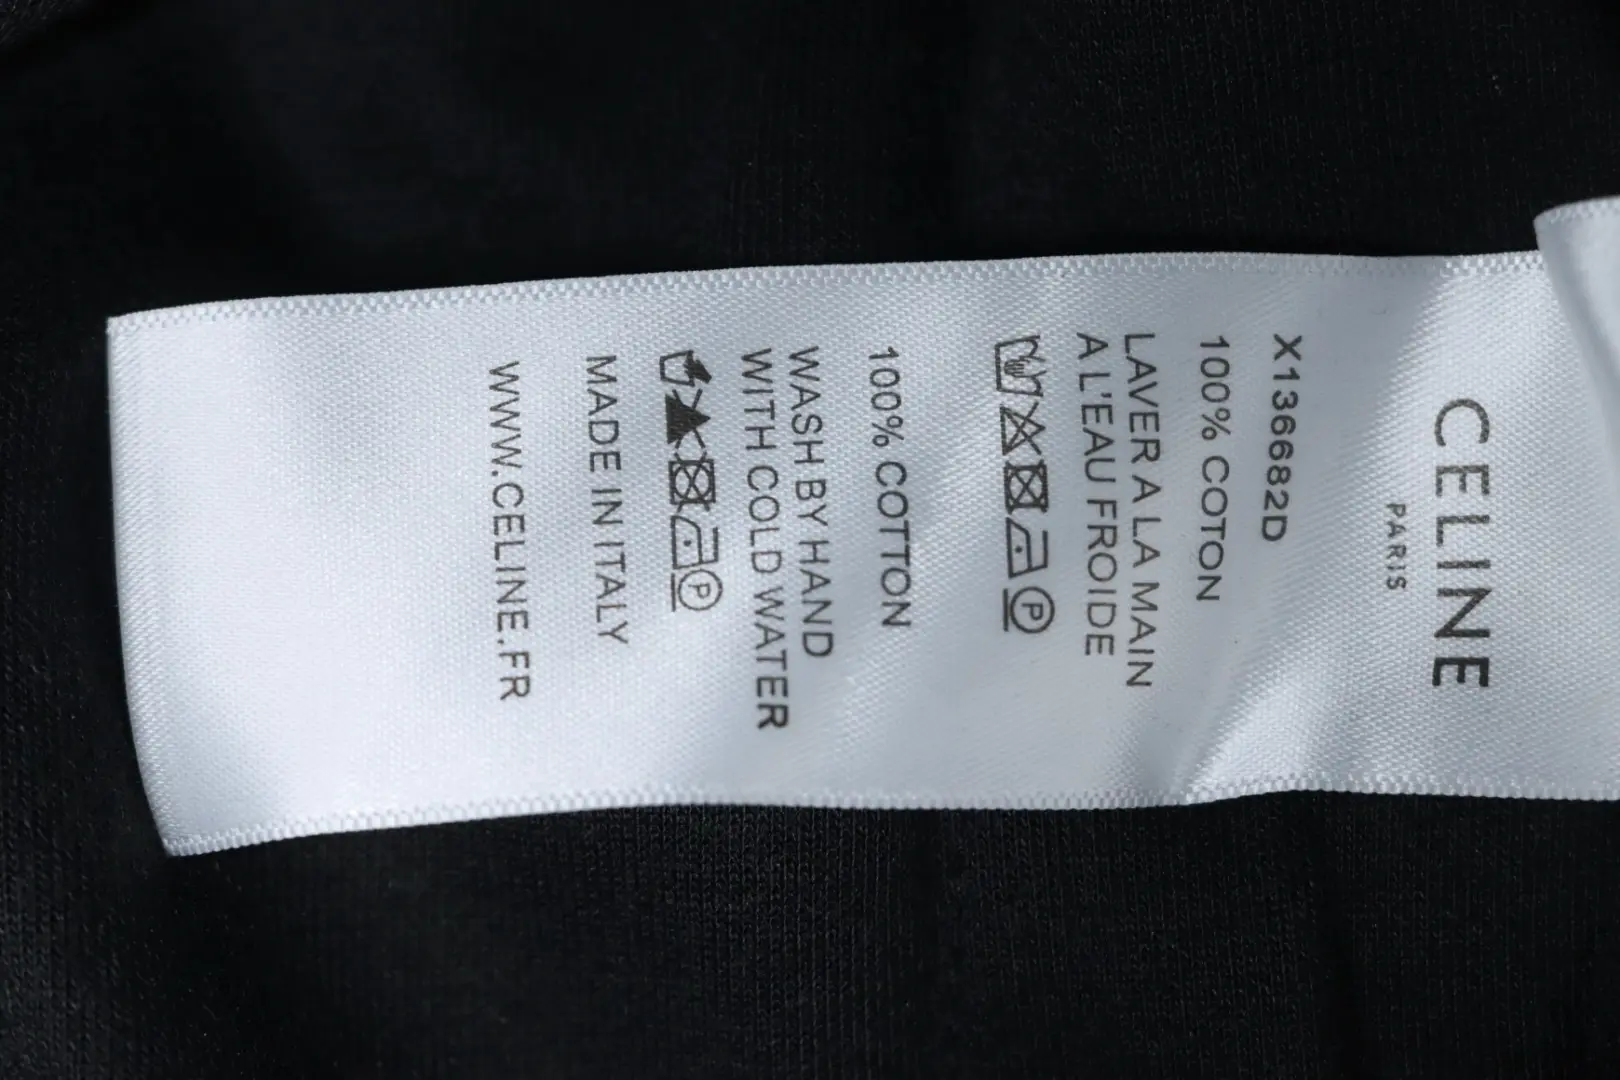 CELINE
PARIS
X136682D
100% COTON
LAVER A LA MAIN
A L'EAU FROIDE
P
100% COTTON
WASH BY HAND
WITH COLD WATER
P
MADE IN ITALY
WWW.CELINE.FR